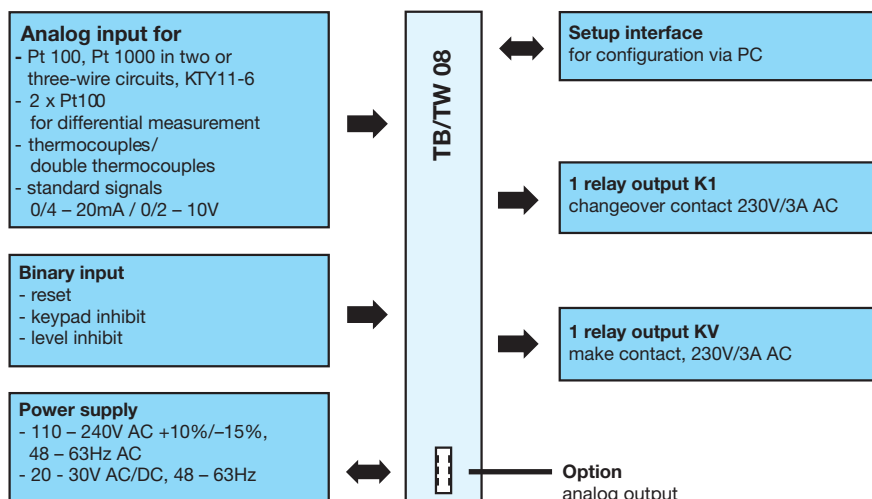 Analog input for
- Pt 100, Pt 1000 in two or
three-wire circuits, KTY11-6
- 2 x Pt100
for differential measurement
- thermocouples/
double thermocouples
- standard signals
0/4 – 20mA / 0/2 – 10V
Binary input
- reset
- keypad inhibit
- level inhibit
Power supply
- 110 – 240V AC +10%/–15%,
48 – 63Hz AC
- 20 - 30V AC/DC, 48 – 63Hz
TB/TW 08
Setup interface
for configuration via PC
1 relay output K1
changeover contact 230V/3A AC
1 relay output KV
make contact, 230V/3A AC
Option
analog output